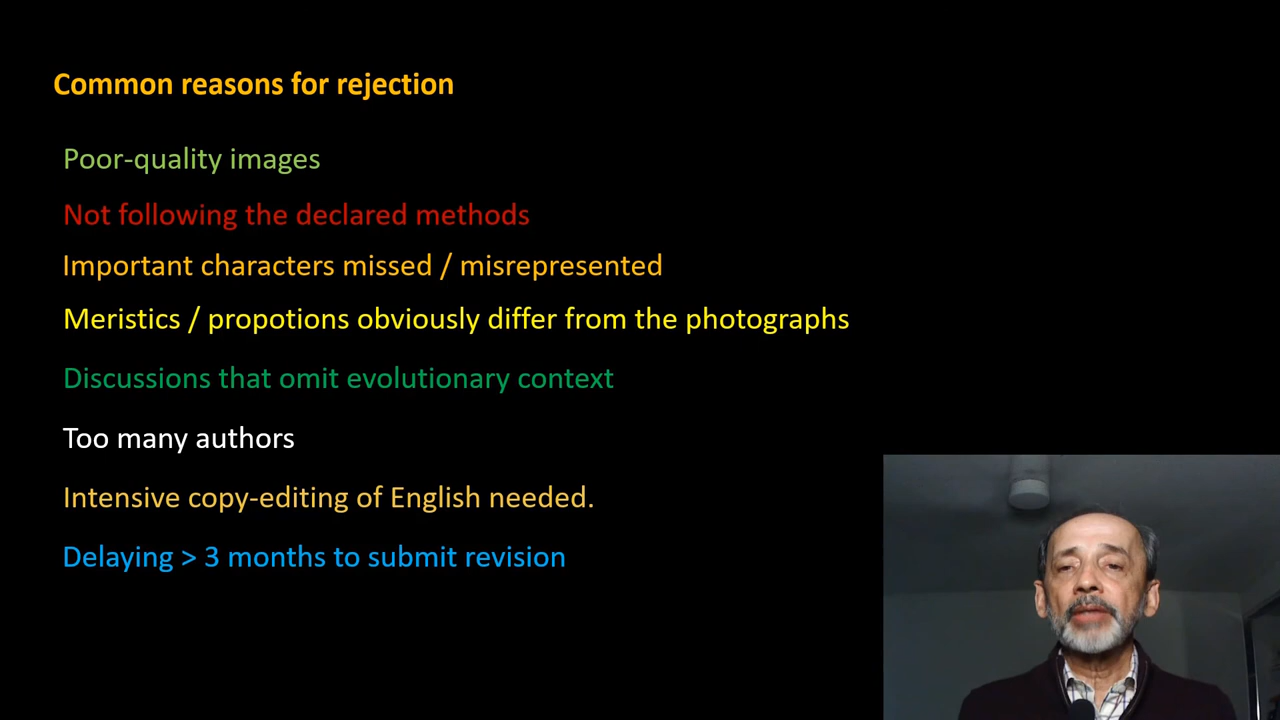 Common reasons for rejection
Poor-quality images
Not following the declared methods
Important characters missed / misrepresented
Meristics / propotions obviously differ from the photographs
Discussions that omit evolutionary context
Too many authors
Intensive copy-editing of English needed.
Delaying > 3 months to submit revision